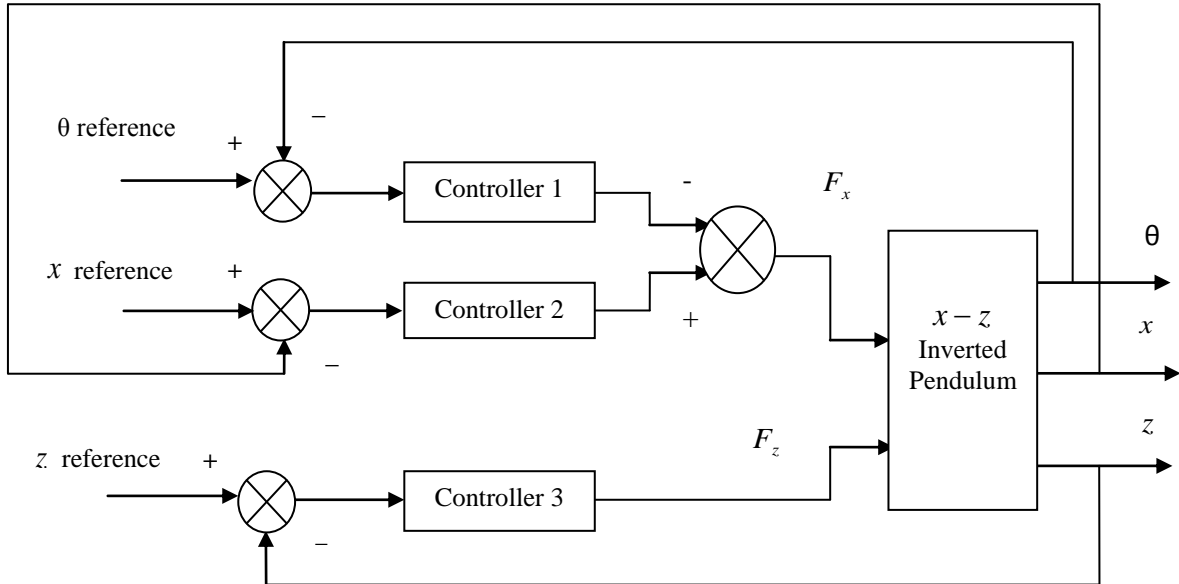 θ reference
+
–
Controller 1
-
F_x
θ
x reference
+
–
Controller 2
+
x – z
Inverted
Pendulum
x
z
F_z
z reference
+
–
Controller 3